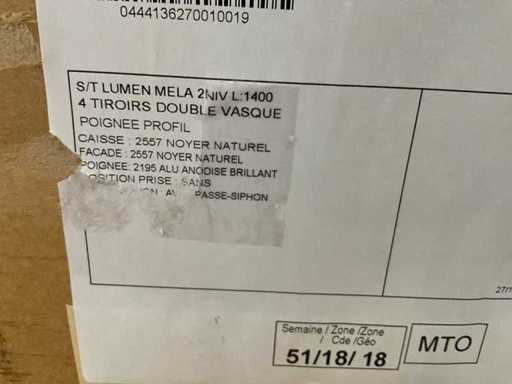 0444136270010019
S/T LUMEN MELA 2NIV L:1400
4 TIROIRS DOUBLE VASQUE
POIGNEE PROFIL
CAISSE : 2557 NOYER NATUREL
FACADE : 2557 NOYER NATUREL
POIGNEE: 2195 ALU ANODISE BRILLANT
POSITION PRISE : SANS
PASSE-SIPHON
27/1
Semaine / Zone /Zone
/ Cde /Géo
51/18/ 18
MTO